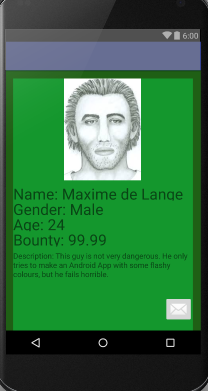 6:00
Name: Maxime de Lange
Gender: Male
Age: 24
Bounty: 99.99
Description: This guy is not very dangerous. He only
tries to make an Android App with some flashy
colours, but he fails horrible.